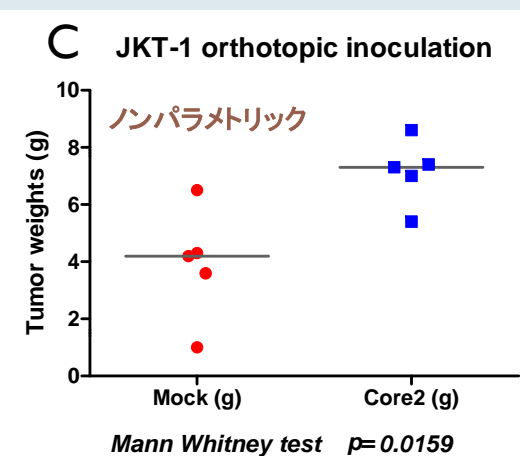 C JKT-1 orthotopic inoculation
ノンパラメトリック
Tumor weights (g)
10
8
6
4
2
0
Mock (g) Core2 (g)
Mann Whitney test p=0.0159